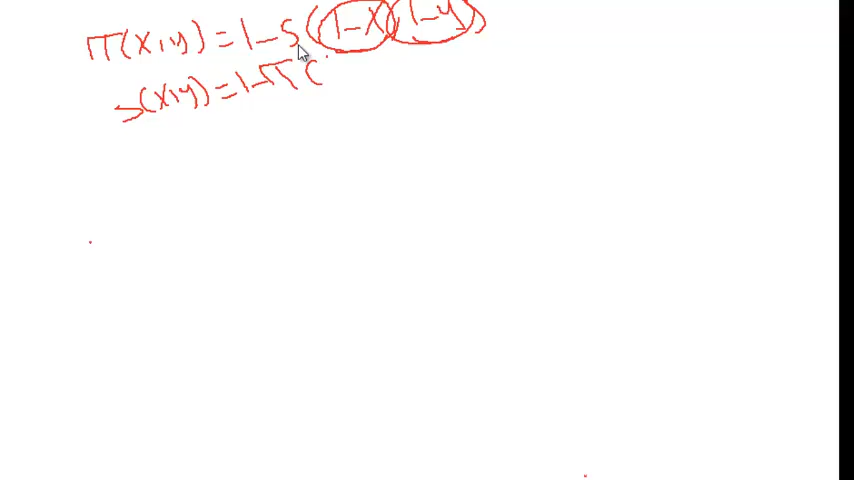 π(x,y) = 1-S(1-x, 1-y)
S(x,y) = 1-π(